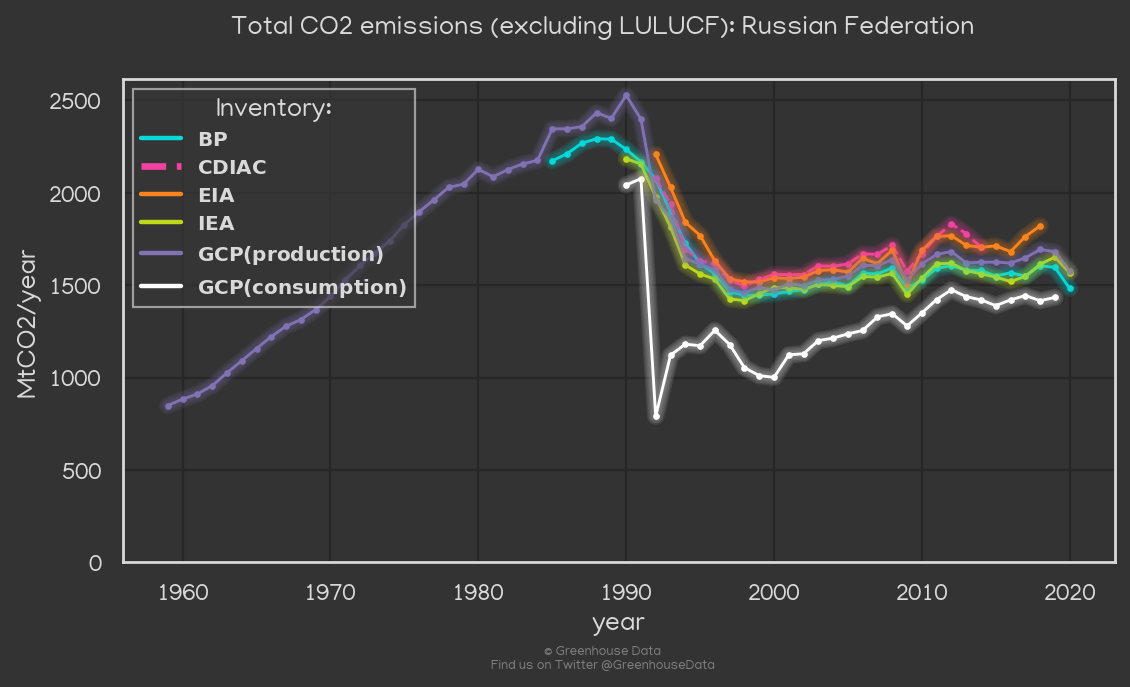 Total CO2 emissions (excluding LULUCF): Russian Federation
Inventory:
BP
CDIAC
EIA
IEA
GCP(production)
GCP(consumption)
MtCO2/year
2500
2000
1500
1000
500
0
1960 1970 1980 1990 2000 2010 2020
year
© Greenhouse Data
Find us on Twitter @GreenhouseData